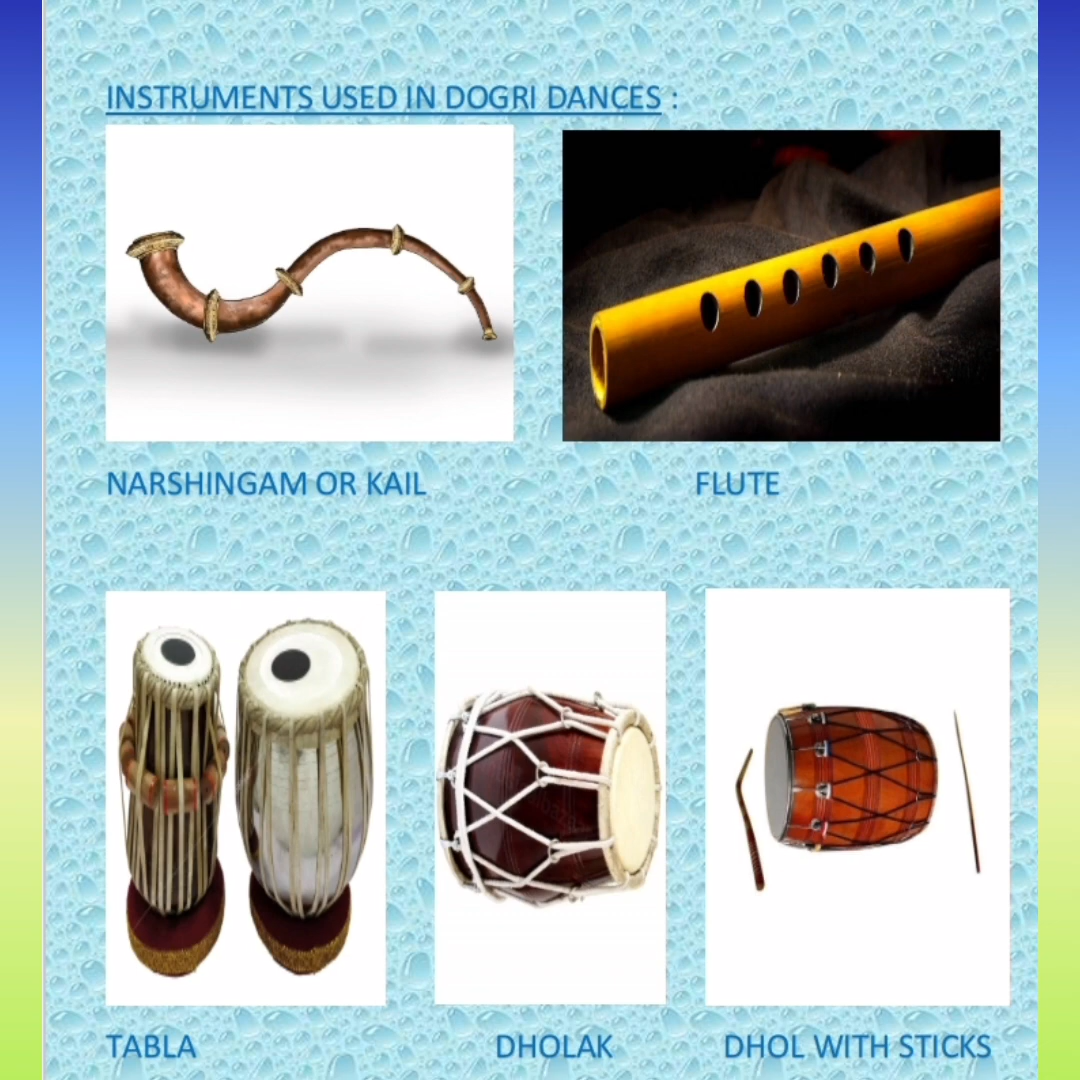 INSTRUMENTS USED IN DOGRI DANCES :
NARSHINGAM OR KAIL
FLUTE
TABLA
DHOLAK
DHOL WITH STICKS